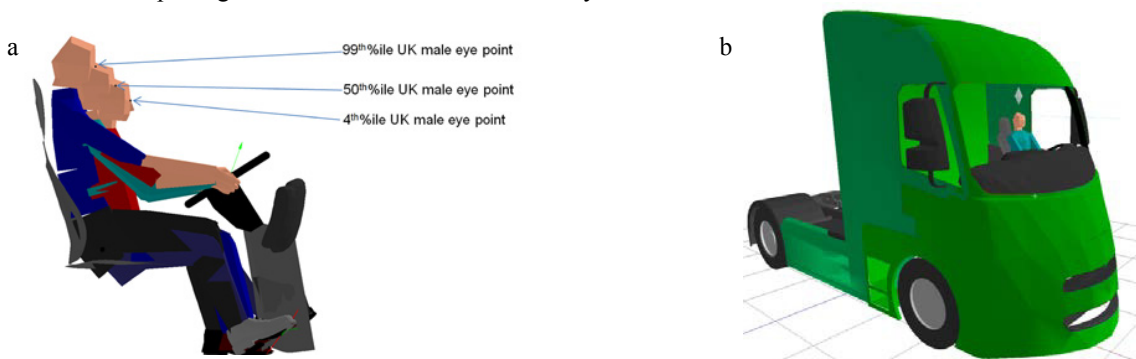 a
99th%ile UK male eye point
b
50th%ile UK male eye point
4th%ile UK male eye point